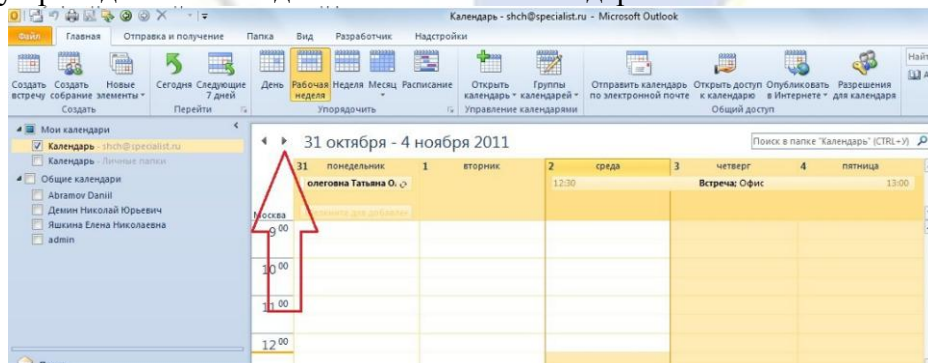 Календарь - shch@specialist.ru - Microsoft Outlook
Файл Главная Отправка и получение Папка Вид Разработчик Надстройки
Создать встречу
Создать собрание
Новые элементы
Создать
Сегодня
Следующие 7 дней
Перейти
День
Рабочая неделя
Неделя
Месяц
Расписание
Упорядочить
Открыть календарь
Группы календарей
Управление календарями
Отправить календарь по электронной почте
Открыть доступ к календарю
Опубликовать в Интернете
Разрешения для календаря
Общий доступ
Най
Мои календари
Календарь - shch@specialist.ru
Календарь - Личные папки
Общие календари
Abramov Daniil
Демин Николай Юрьевич
Яшкина Елена Николаевна
admin
31 октября - 4 ноября 2011
Поиск в папке "Календарь" (CTRL+У)
31 понедельник 1 вторник 2 среда 3 четверг 4 пятница
олеговна Татьяна О.
12:30 Встреча; Офис 13:00
Москва
9 00
10 00
11 00
12 00